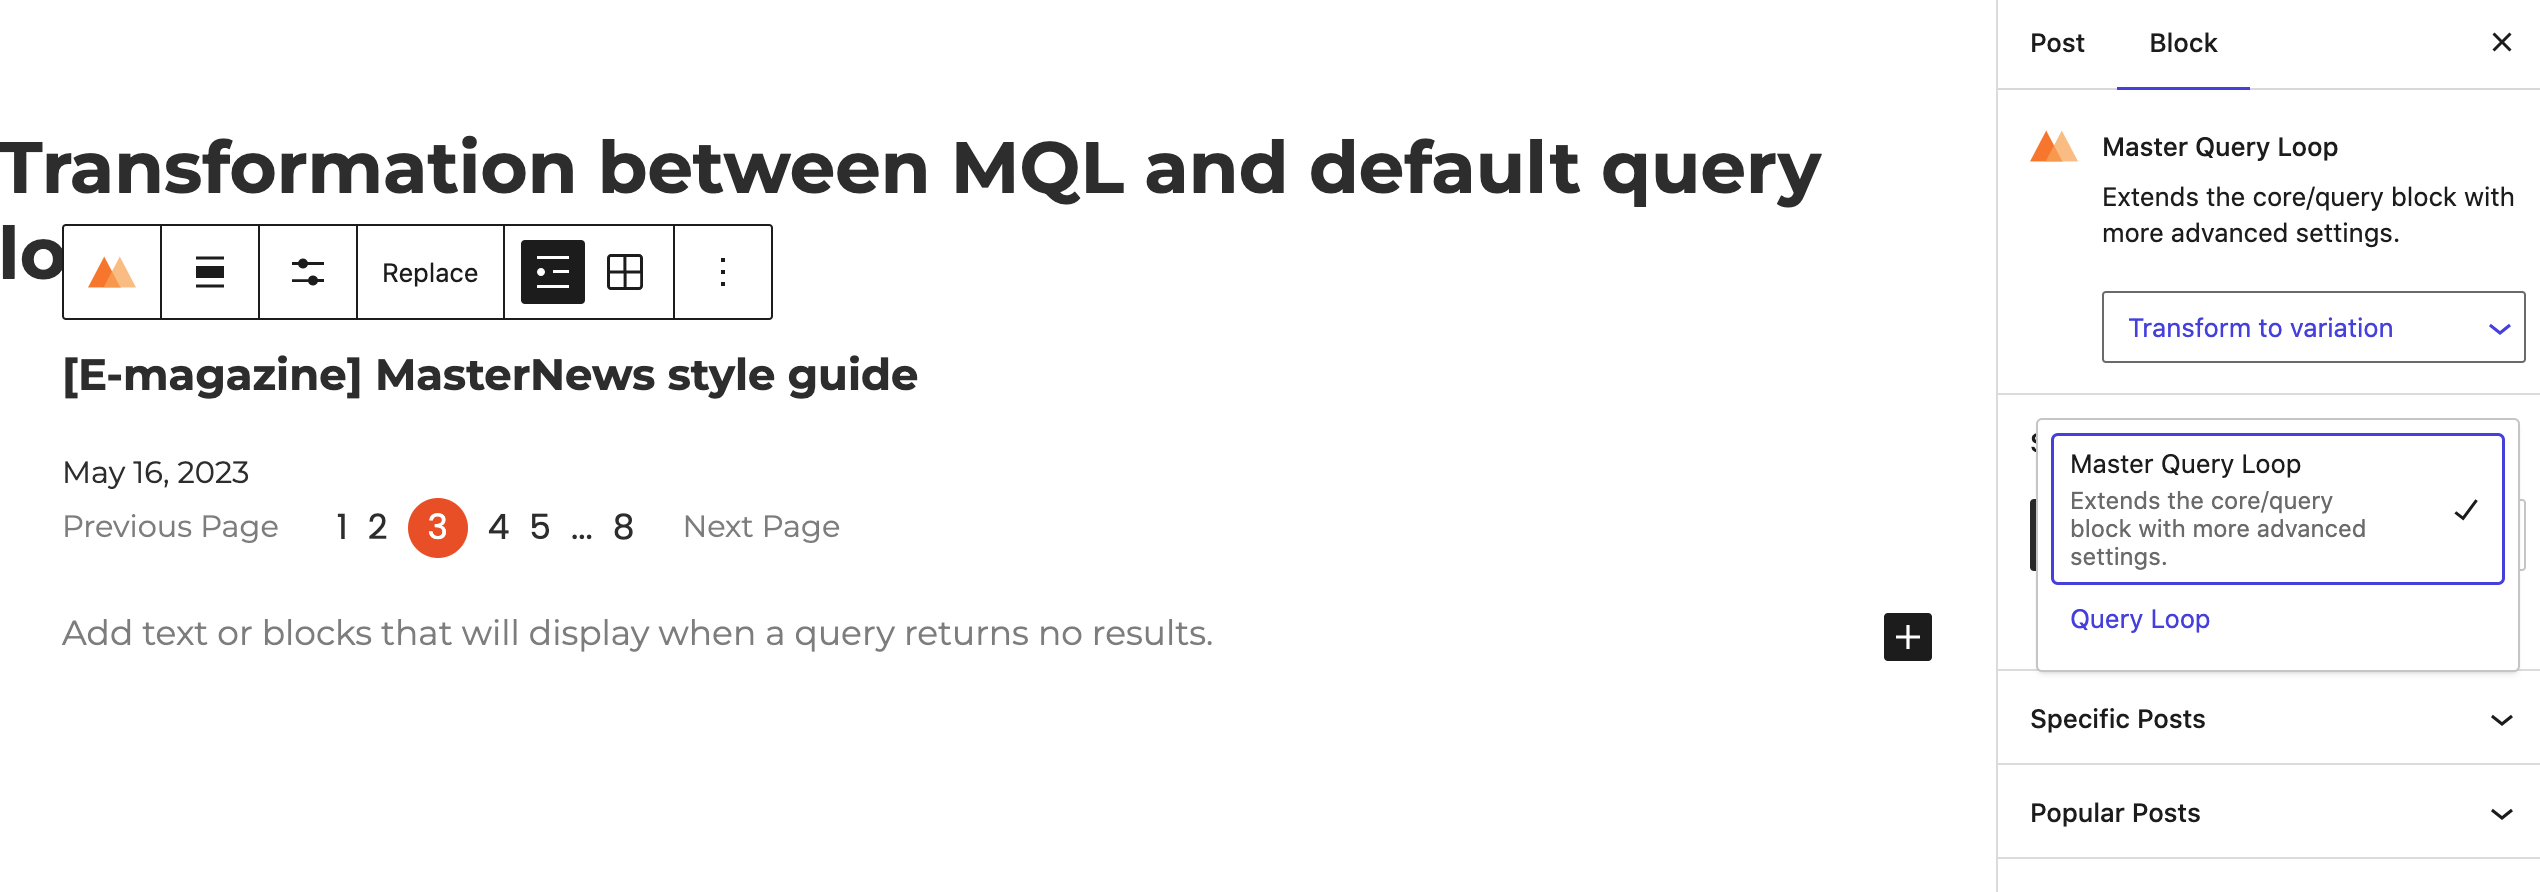 Transformation between MQL and default query
lo
Replace
[E-magazine] MasterNews style guide
May 16, 2023
Previous Page 1 2 3 4 5 ... 8 Next Page
Add text or blocks that will display when a query returns no results.
Post Block
Master Query Loop
Extends the core/query block with
more advanced settings.
Transform to variation
Master Query Loop
Extends the core/query
block with more advanced
settings.
Query Loop
Specific Posts
Popular Posts